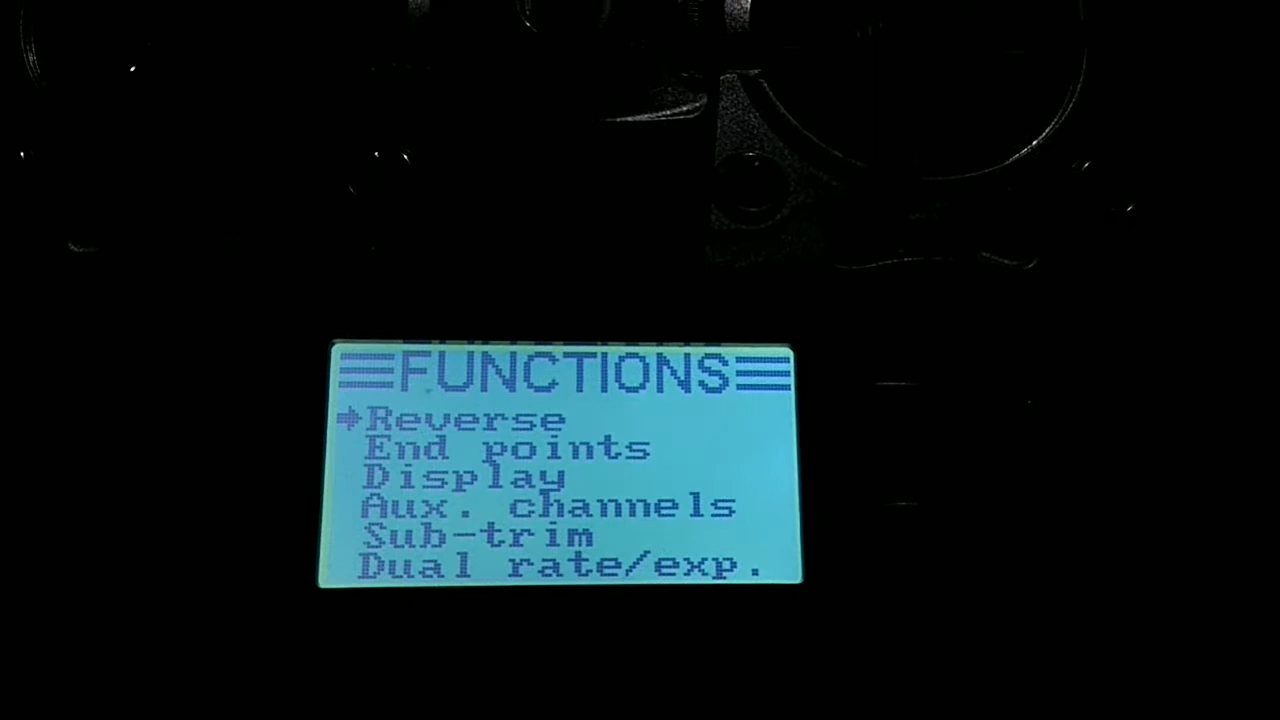 FUNCTIONS
Reverse
End points
Display
Aux. channels
Sub-trim
Dual rate/exp.